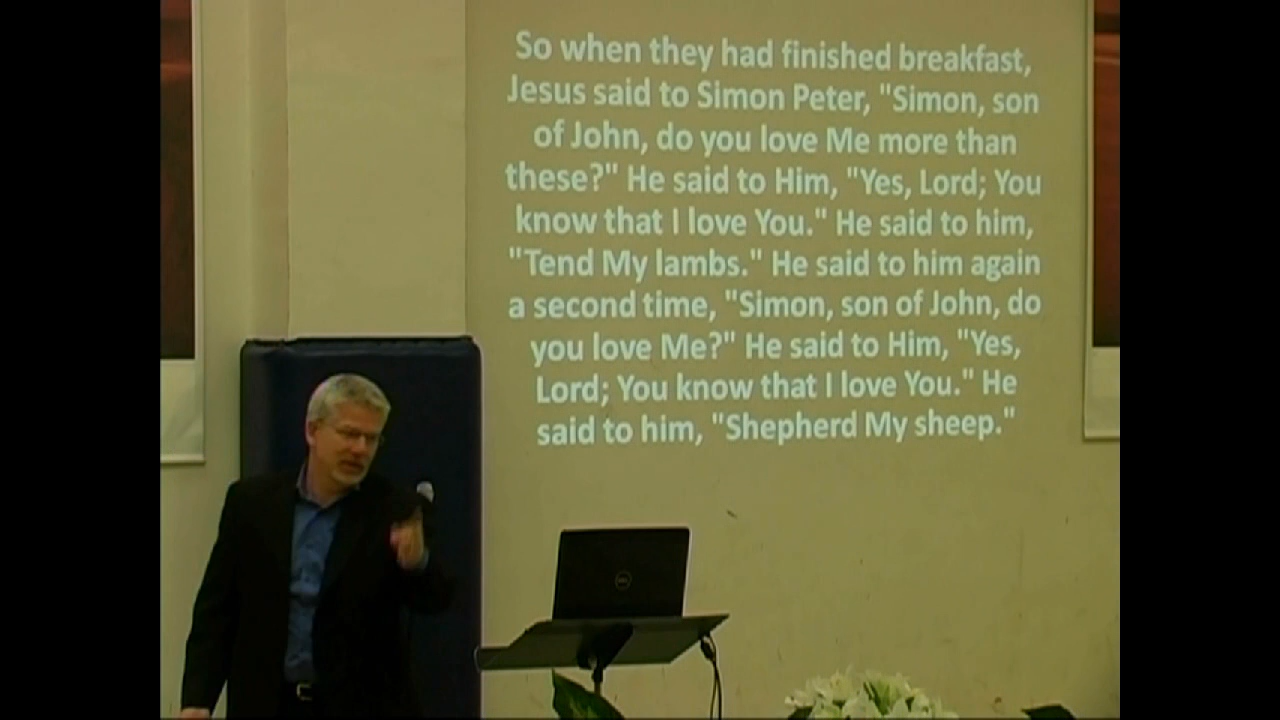 So when they had finished breakfast,
Jesus said to Simon Peter, "Simon, son
of John, do you love Me more than
these?" He said to Him, "Yes, Lord; You
know that I love You." He said to him,
"Tend My lambs." He said to him again
a second time, "Simon, son of John, do
you love Me?" He said to Him, "Yes,
Lord; You know that I love You." He
said to him, "Shepherd My sheep."